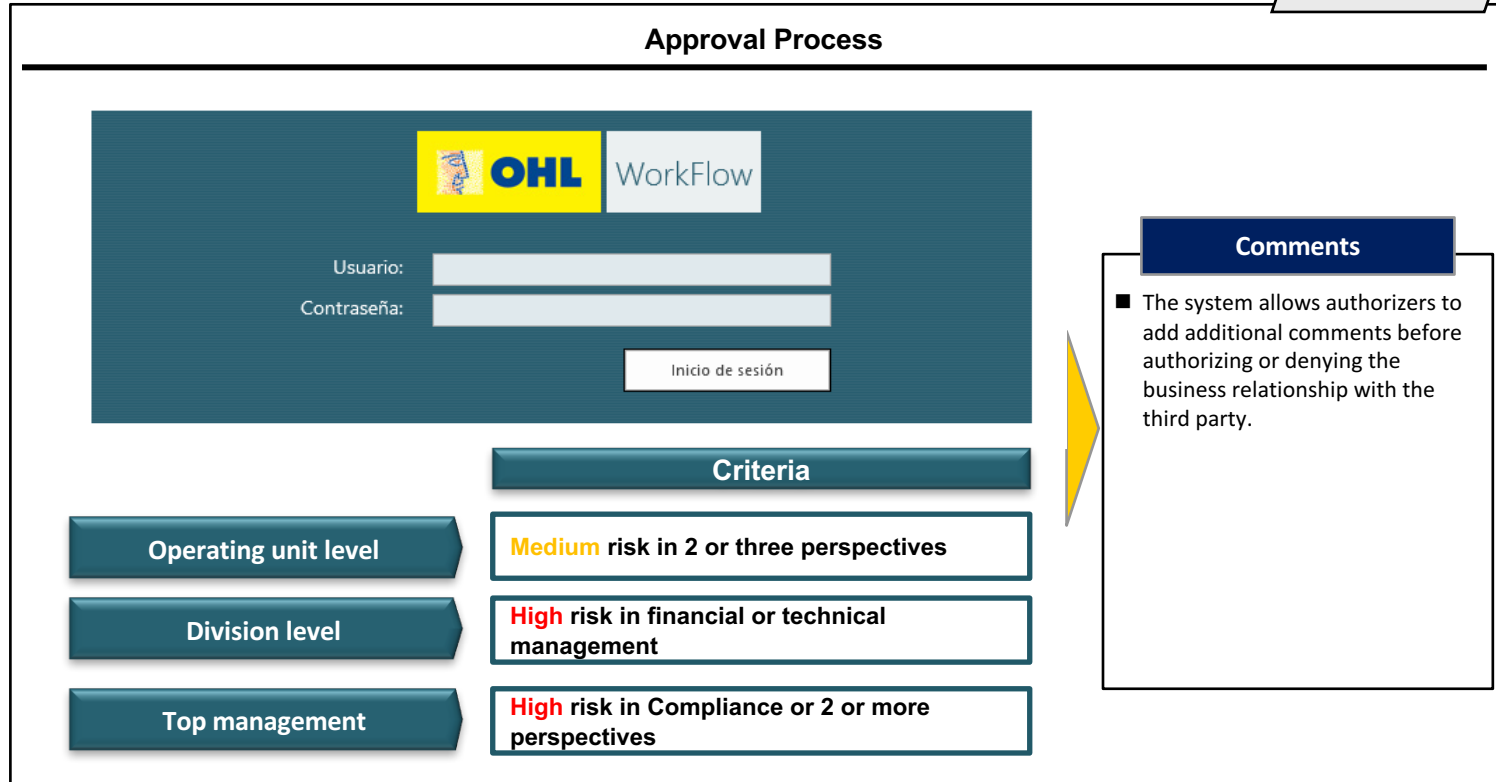 Approval Process
OHL WorkFlow
Usuario:
Contraseña:
Inicio de sesión
Comments
■ The system allows authorizers to
add additional comments before
authorizing or denying the
business relationship with the
third party.
Criteria
Operating unit level
Medium risk in 2 or three perspectives
Division level
High risk in financial or technical
management
Top management
High risk in Compliance or 2 or more
perspectives